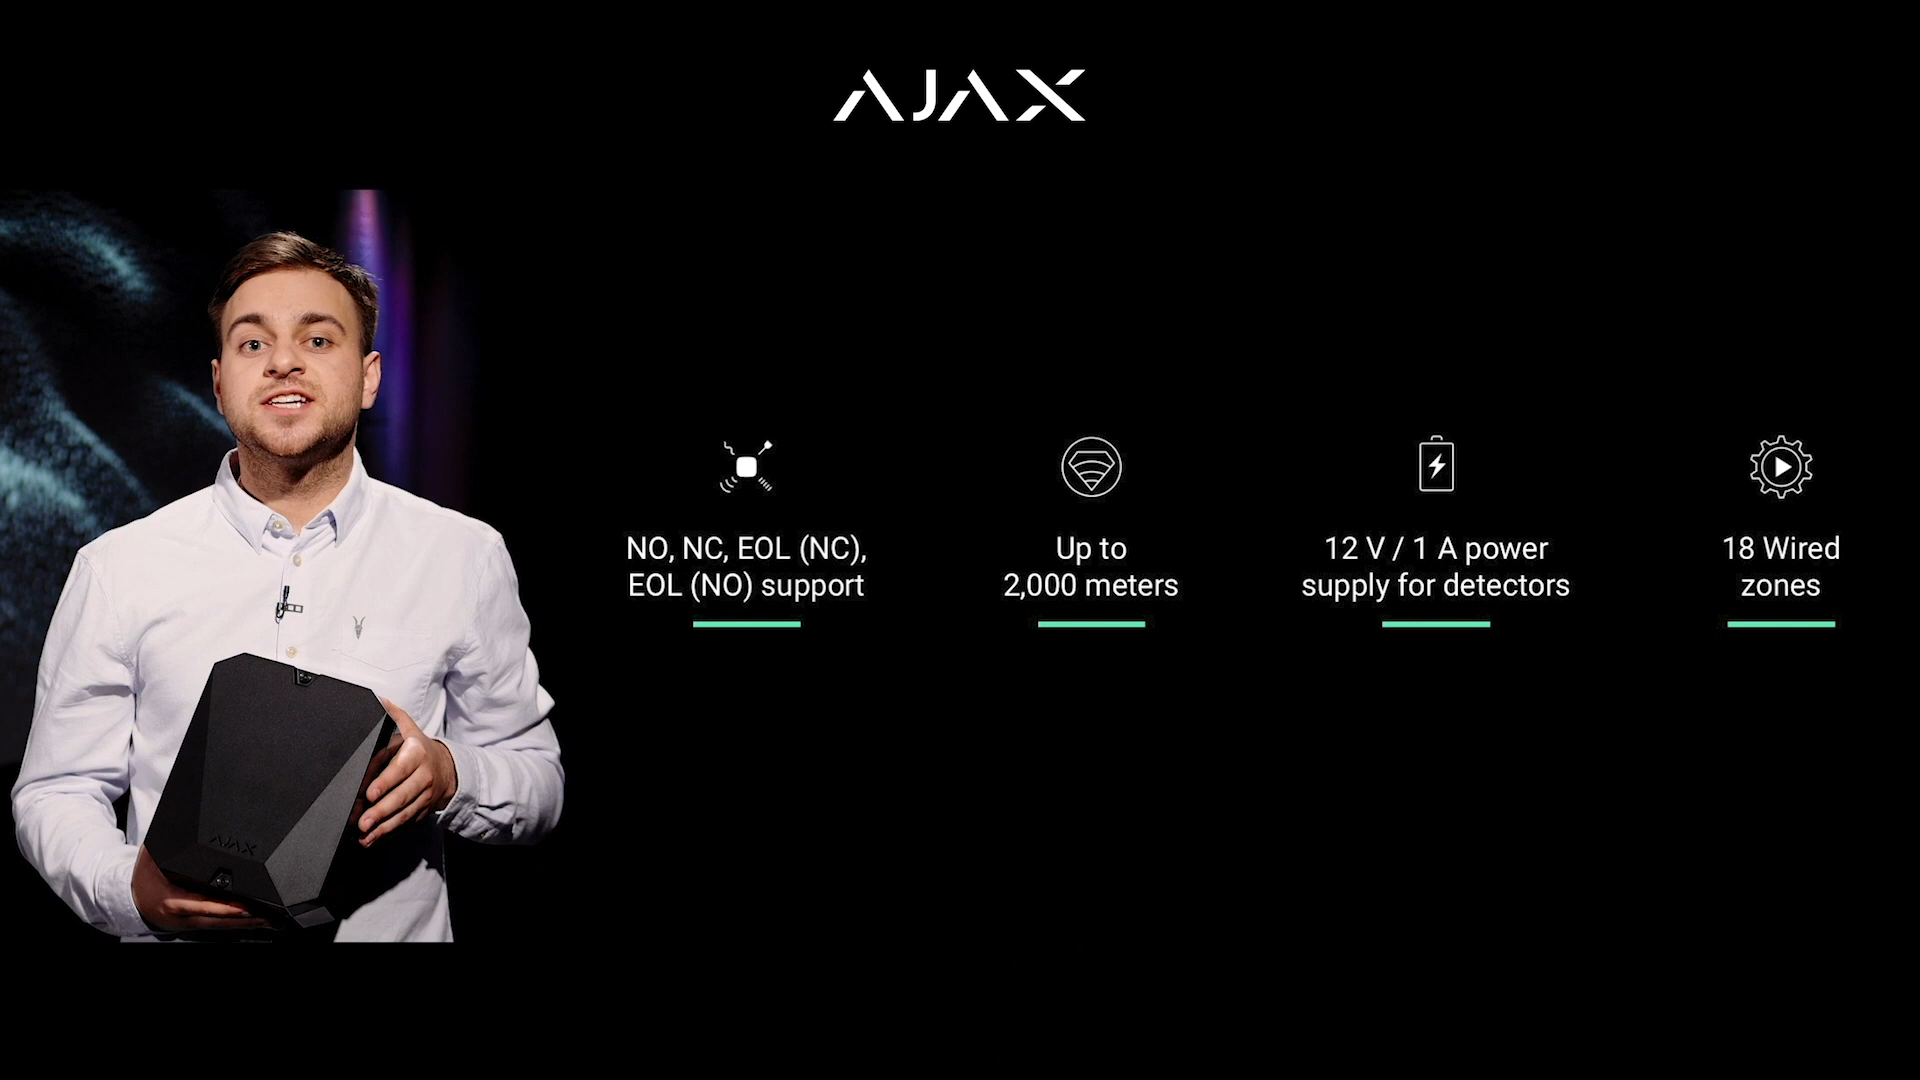 AJAX
NO, NC, EOL (NC),
EOL (NO) support
Up to
2,000 meters
12 V / 1 A power
supply for detectors
18 Wired
zones
AJAX